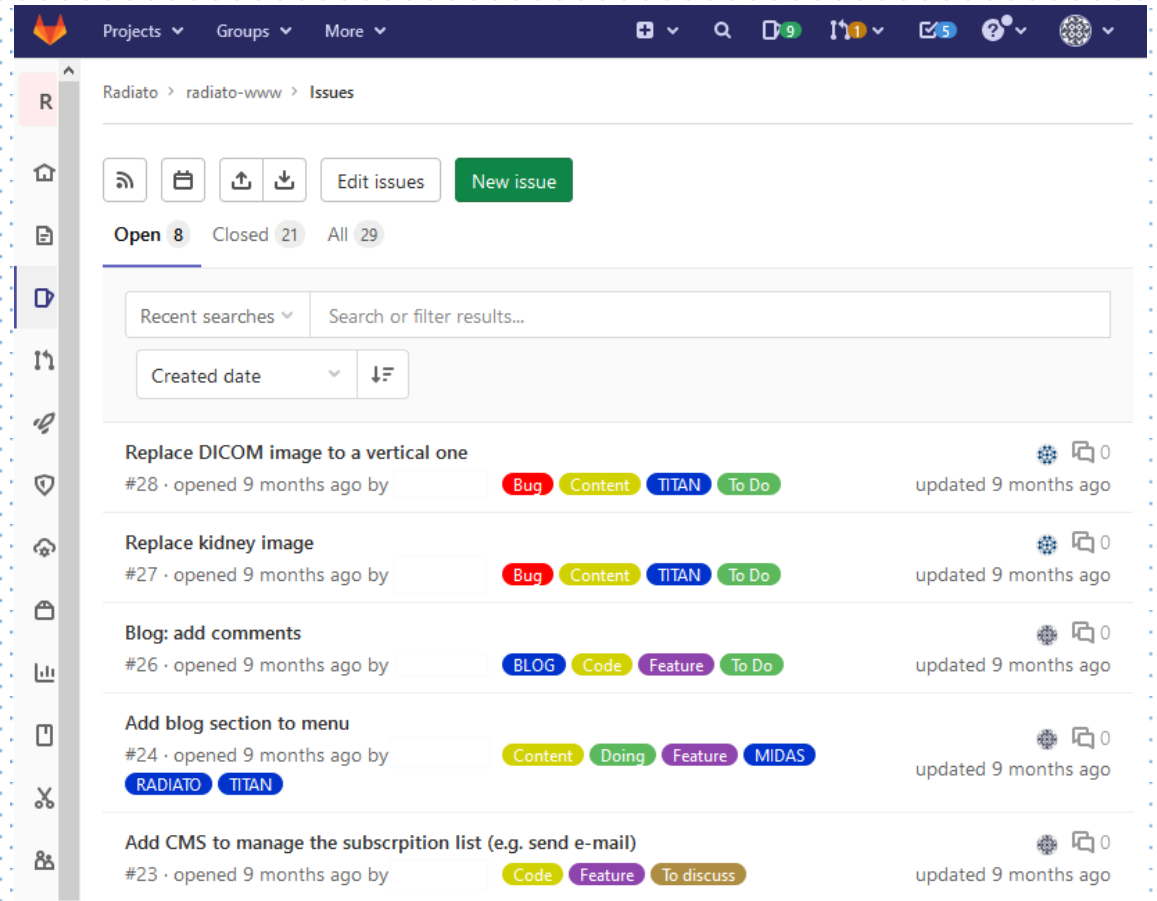 Projects Groups More 9 1 5
R
Radiato > radiato-www > Issues
Edit issues New issue
Open 8 Closed 21 All 29
Recent searches Search or filter results...
Created date
Replace DICOM image to a vertical one 0
#28 · opened 9 months ago by Bug Content TITAN To Do updated 9 months ago
Replace kidney image 0
#27 · opened 9 months ago by Bug Content TITAN To Do updated 9 months ago
Blog: add comments 0
#26 · opened 9 months ago by BLOG Code Feature To Do updated 9 months ago
Add blog section to menu 0
#24 · opened 9 months ago by Content Doing Feature MIDAS
RADIATO TITAN updated 9 months ago
Add CMS to manage the subscrpition list (e.g. send e-mail) 0
#23 · opened 9 months ago by Code Feature To discuss updated 9 months ago